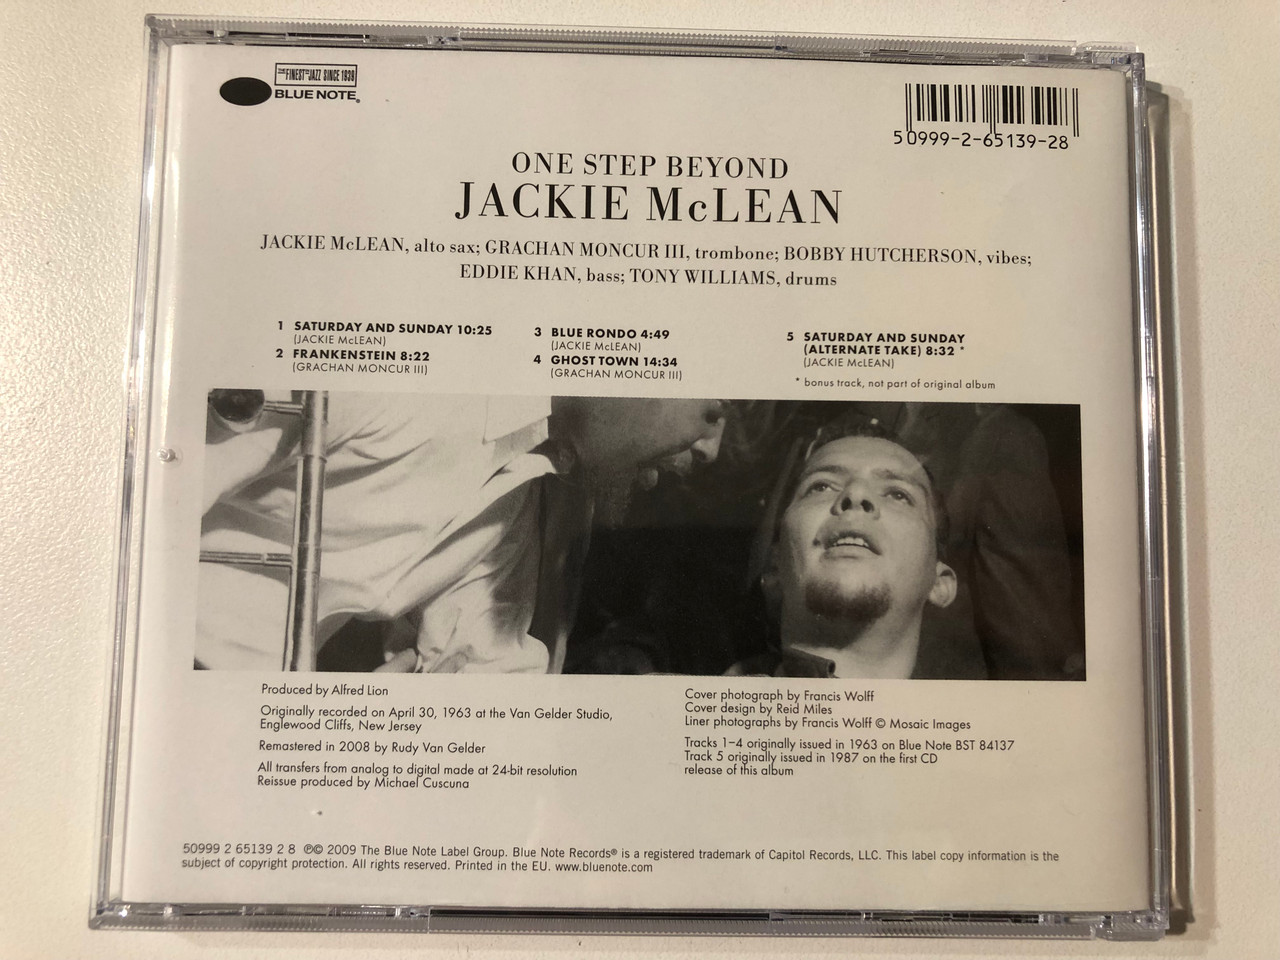 THE FINEST IN JAZZ SINCE 1939
BLUE NOTE®
5 0999-2-65139-28
ONE STEP BEYOND
JACKIE McLEAN
JACKIE McLEAN, alto sax; GRACHAN MONCUR III, trombone; BOBBY HUTCHERSON, vibes;
EDDIE KHAN, bass; TONY WILLIAMS, drums
1 SATURDAY AND SUNDAY 10:25
(JACKIE McLEAN)
2 FRANKENSTEIN 8:22
(GRACHAN MONCUR III)
3 BLUE RONDO 4:49
(JACKIE McLEAN)
4 GHOST TOWN 14:34
(GRACHAN MONCUR III)
5 SATURDAY AND SUNDAY
(ALTERNATE TAKE) 8:32 *
(JACKIE McLEAN)
* bonus track, not part of original album
Produced by Alfred Lion
Originally recorded on April 30, 1963 at the Van Gelder Studio,
Englewood Cliffs, New Jersey
Remastered in 2008 by Rudy Van Gelder
All transfers from analog to digital made at 24-bit resolution
Reissue produced by Michael Cuscuna
Cover photograph by Francis Wolff
Cover design by Reid Miles
Liner photographs by Francis Wolff © Mosaic Images
Tracks 1–4 originally issued in 1963 on Blue Note BST 84137
Track 5 originally issued in 1987 on the first CD
release of this album
50999 2 65139 2 8 ℗© 2009 The Blue Note Label Group. Blue Note Records® is a registered trademark of Capitol Records, LLC. This label copy information is the
subject of copyright protection. All rights reserved. Printed in the EU. www.bluenote.com